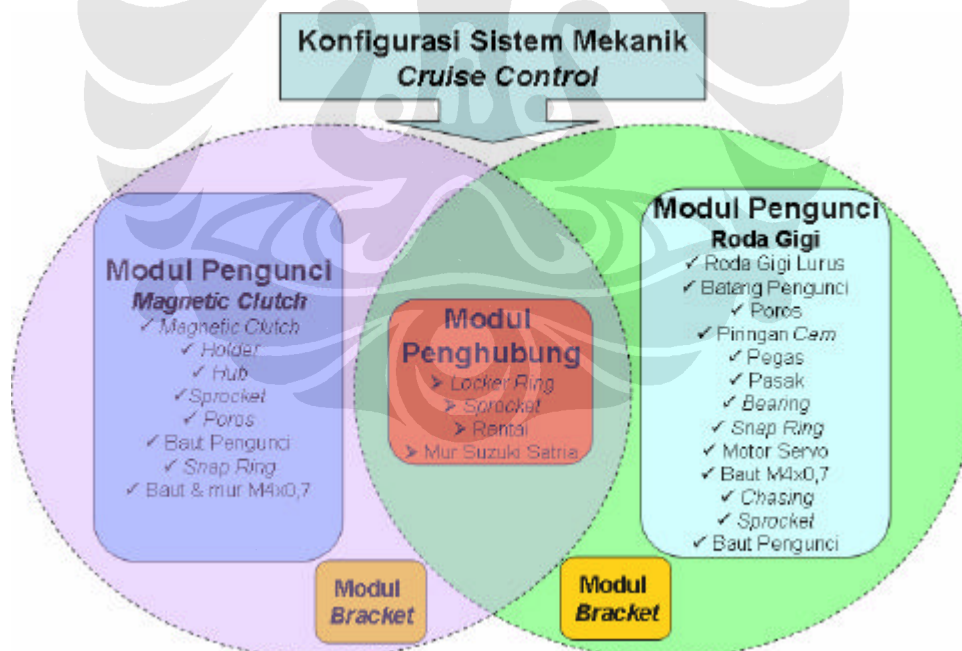 Konfigurasi Sistem Mekanik
Cruise Control
Modul Pengunci
Magnetic Clutch
✓ Magnetic Clutch
✓ Holder
✓ Hub
✓ Sprocket
✓ Poros
✓ Baut Pengunci
✓ Snap Ring
✓ Baut & mur M4x0,7
Modul
Bracket
Modul
Penghubung
➤ Locker Ring
➤ Sprocket
➤ Rantai
➤ Mur Suzuki Satria
Modul Pengunci
Roda Gigi
✓ Roda Gigi Lurus
✓ Batang Pengunci
✓ Poros
✓ Piringan Cam
✓ Pegas
✓ Pasak
✓ Bearing
✓ Snap Ring
✓ Motor Servo
✓ Baut M4x0,7
✓ Chasing
✓ Sprocket
✓ Baut Pengunci
Modul
Bracket